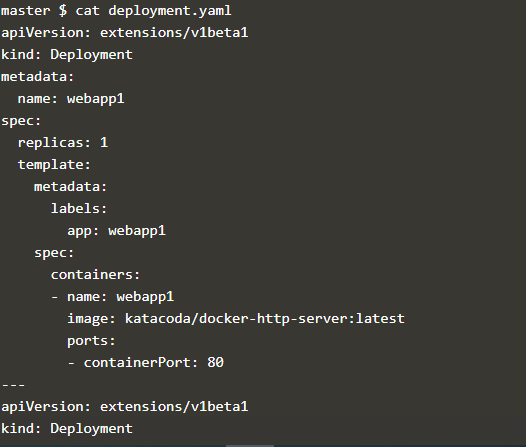 master $ cat deployment.yaml
apiVersion: extensions/v1beta1
kind: Deployment
metadata:
  name: webapp1
spec:
  replicas: 1
  template:
    metadata:
      labels:
        app: webapp1
    spec:
      containers:
      - name: webapp1
        image: katacoda/docker-http-server:latest
        ports:
        - containerPort: 80
---
apiVersion: extensions/v1beta1
kind: Deployment